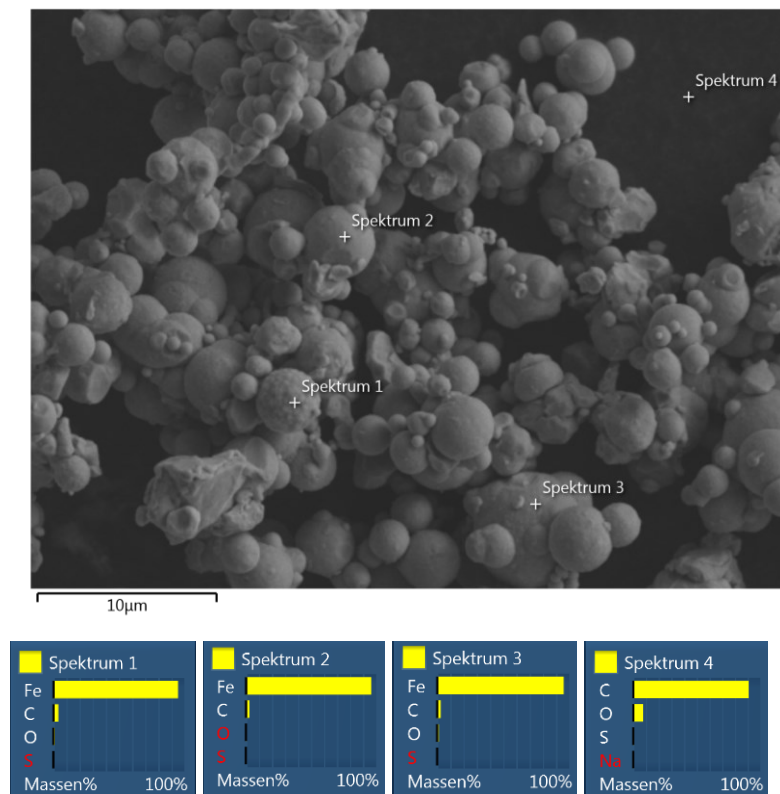 Spektrum 4
Spektrum 2
Spektrum 1
Spektrum 3
10µm
Spektrum 1
Fe
C
O
S
Massen% 100%
Spektrum 2
Fe
C
O
S
Massen% 100%
Spektrum 3
Fe
C
O
S
Massen% 100%
Spektrum 4
C
O
S
Na
Massen% 100%